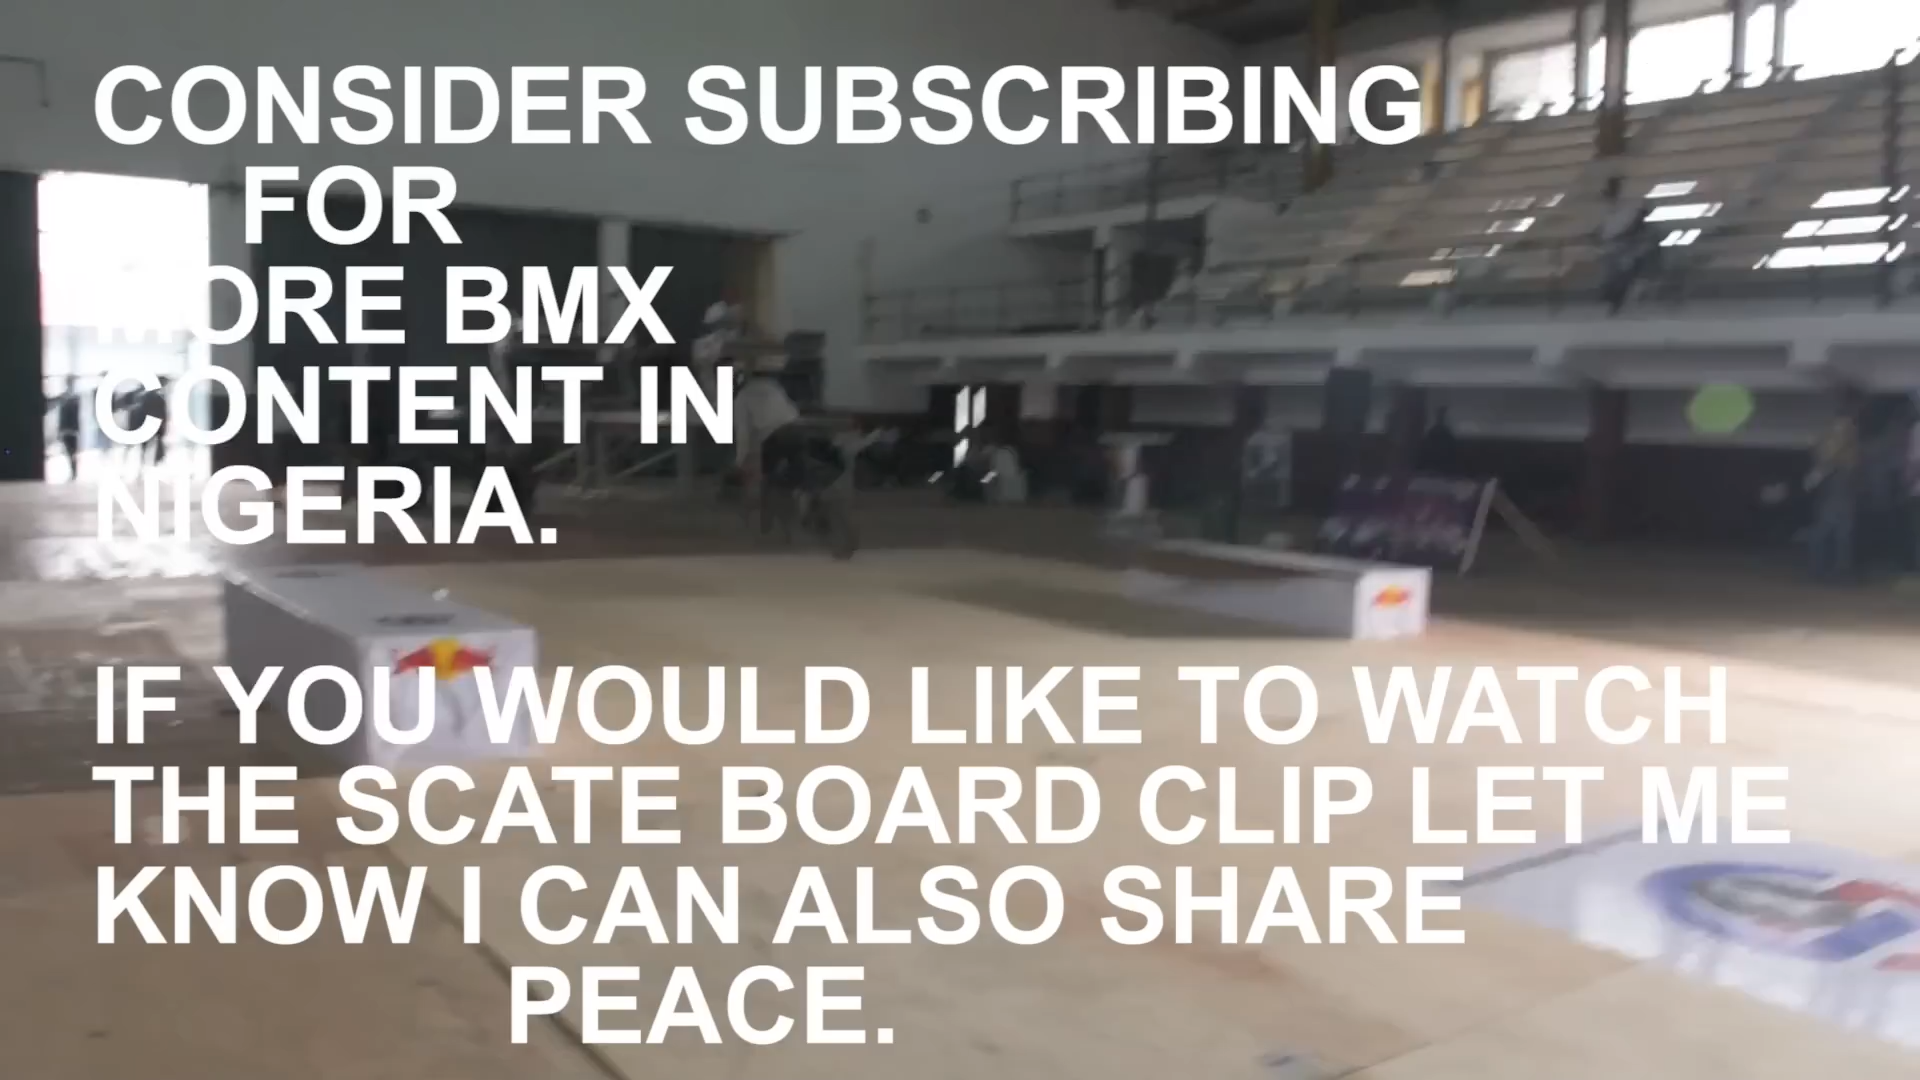 CONSIDER SUBSCRIBING
FOR
MORE BMX
CONTENT IN
NIGERIA.
IF YOU WOULD LIKE TO WATCH
THE SCATE BOARD CLIP LET ME
KNOW I CAN ALSO SHARE
PEACE.